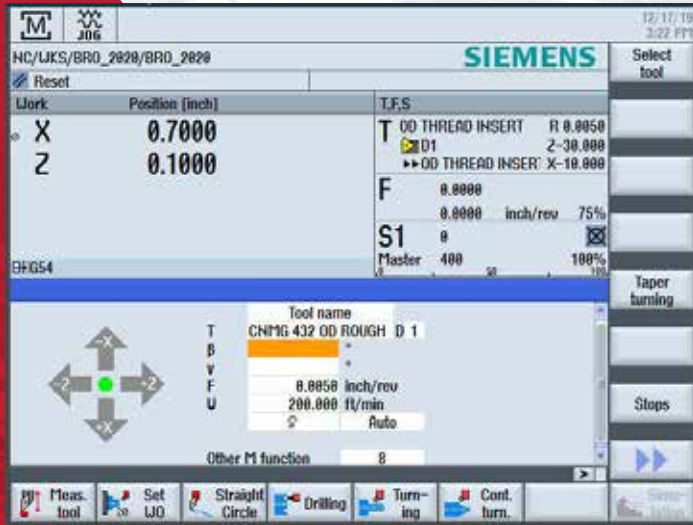 M
JOG
12/17/19
3:22 PM
NC/WKS/BRO_2020/BRO_2020
SIEMENS
Select
tool
Reset
Work
Position [inch]
T,F,S
X
0.7000
Z
0.1000
T
OD THREAD INSERT
R 0.0050
D1
Z-30.000
OD THREAD INSER
X-10.000
F
0.0000
0.0000
inch/rev
75%
S1
0
Master
400
100%
0
50
100
G54
Taper
turning
Tool name
T
CNMG 432 OD ROUGH
D 1
β
°
γ
°
F
0.0050
inch/rev
200.000
ft/min
Auto
Other M function
8
+X
-Z
+Z
Stops
Meas.
tool
Set
WO
Straight
Circle
Drilling
Turn-
ing
Cont.
turn.